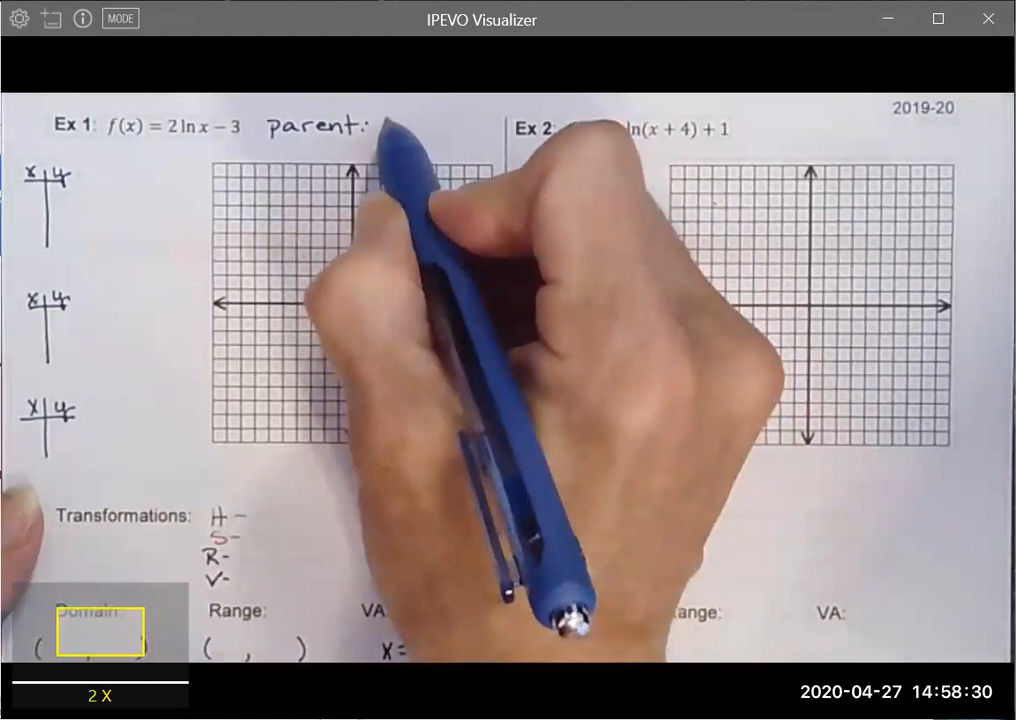 MODE
IPEVO Visualizer
2019-20
Ex 1: f(x) = 2 ln x − 3 parent:
Ex 2: ln(x + 4) + 1
x y
x y
x y
Transformations: H -
S-
R-
V-
Domain: Range: VA: ange: VA:
( , ) ( , ) x=
2 X
2020-04-27 14:58:30